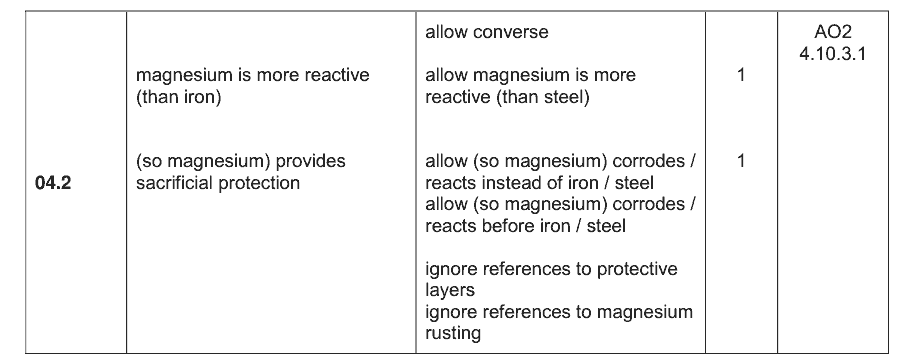 allow converse
AO2
4.10.3.1
magnesium is more reactive
(than iron)
allow magnesium is more
reactive (than steel)
1
04.2
(so magnesium) provides
sacrificial protection
allow (so magnesium) corrodes /
reacts instead of iron / steel
allow (so magnesium) corrodes /
reacts before iron / steel
1
ignore references to protective
layers
ignore references to magnesium
rusting